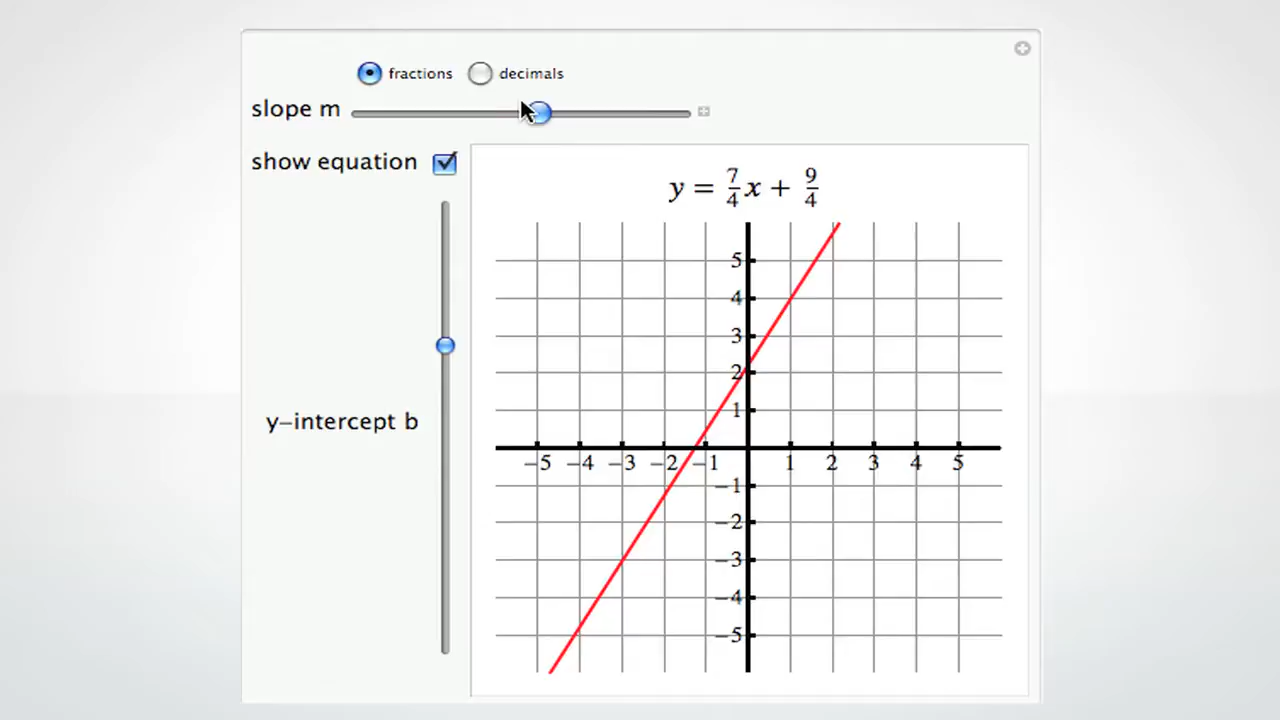 fractions decimals
slope m
show equation
y = 7/4 x + 9/4
y−intercept b
5
4
3
2
1
−5 −4 −3 −2 −1 1 2 3 4 5
−1
−2
−3
−4
−5